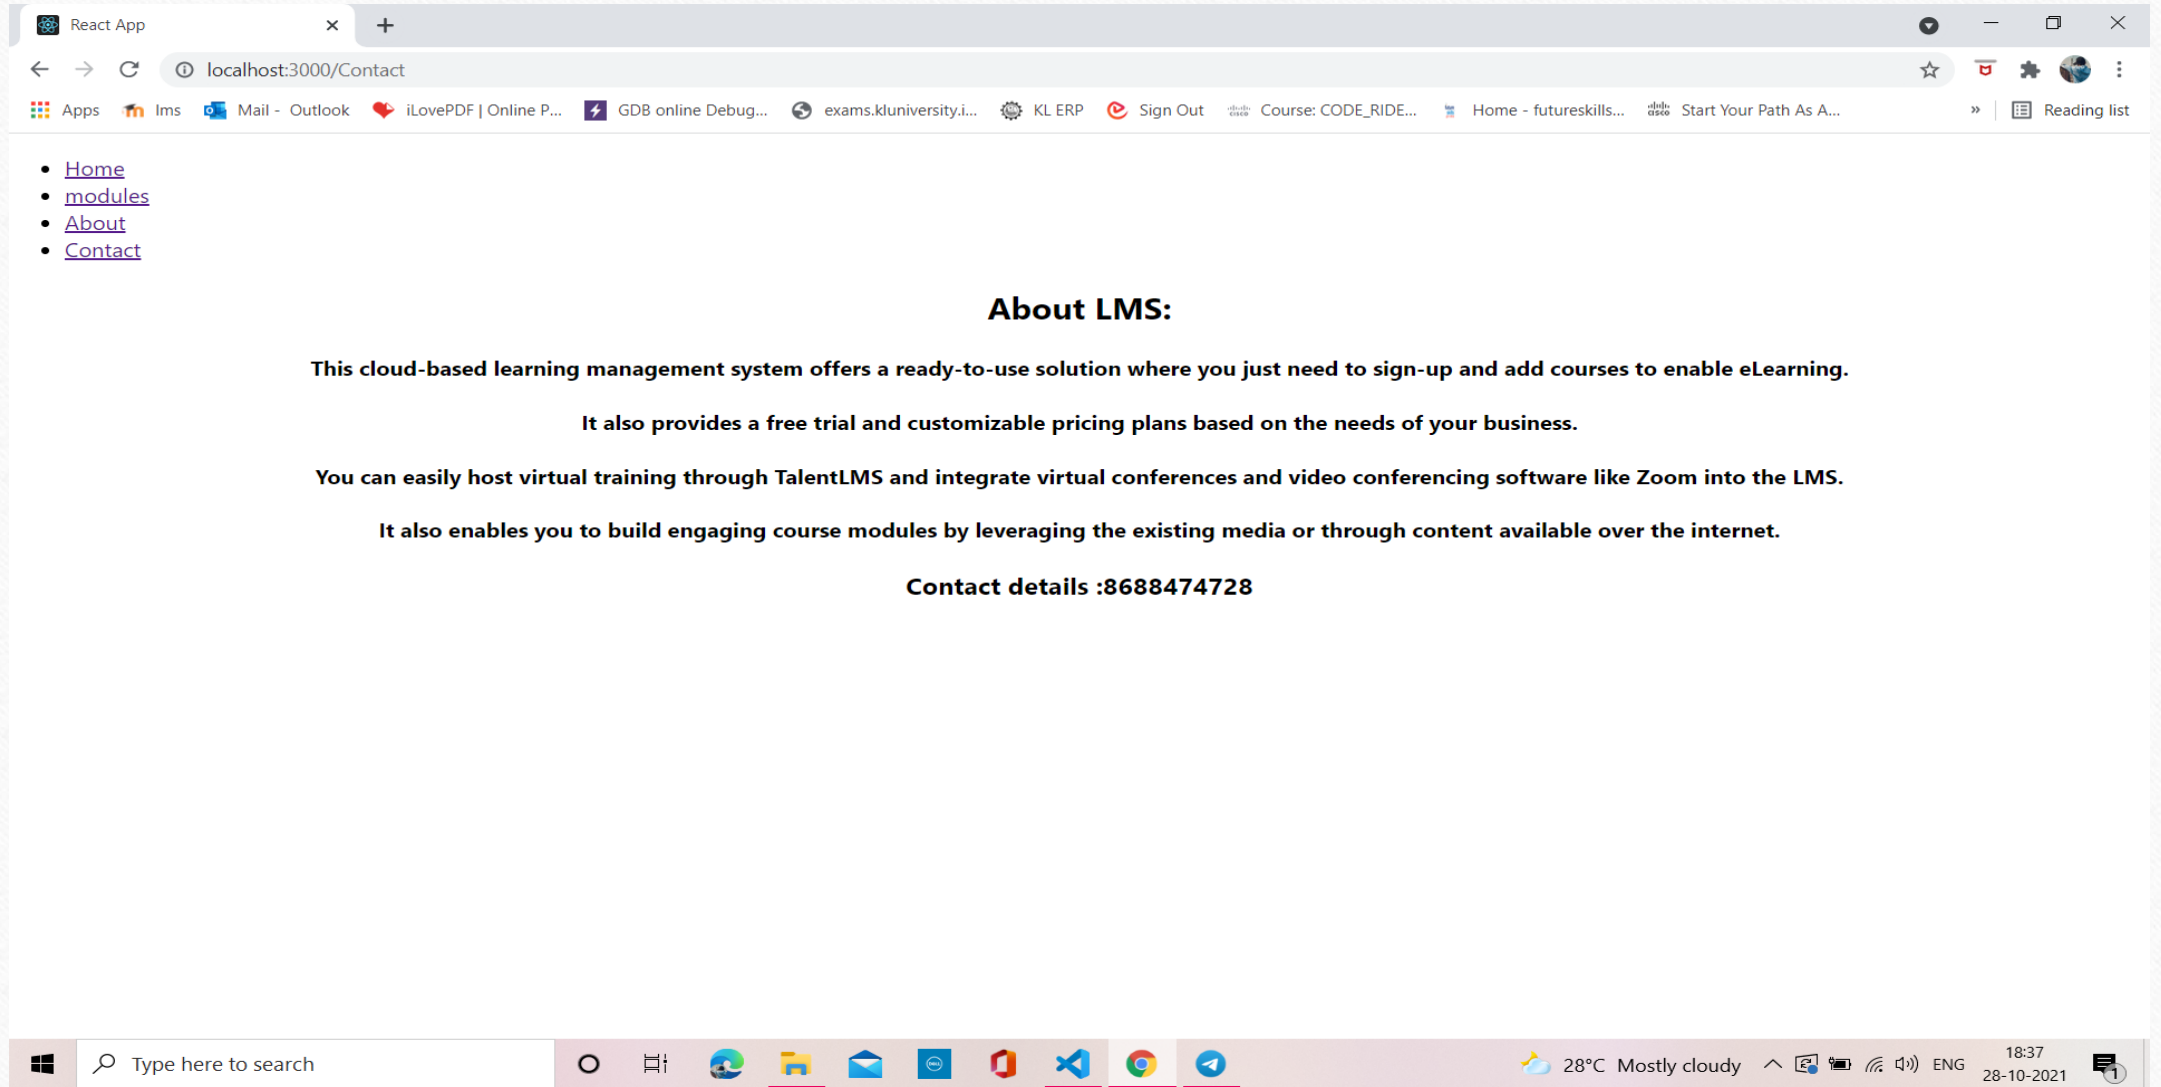 React App
localhost:3000/Contact
Apps lms Mail - Outlook iLovePDF | Online P... GDB online Debug... exams.kluniversity.i... KL ERP Sign Out Course: CODE_RIDE... Home - futureskills... Start Your Path As A... » Reading list
Home
modules
About
Contact
About LMS:
This cloud-based learning management system offers a ready-to-use solution where you just need to sign-up and add courses to enable eLearning.
It also provides a free trial and customizable pricing plans based on the needs of your business.
You can easily host virtual training through TalentLMS and integrate virtual conferences and video conferencing software like Zoom into the LMS.
It also enables you to build engaging course modules by leveraging the existing media or through content available over the internet.
Contact details :8688474728
Type here to search
28°C Mostly cloudy
ENG
18:37
28-10-2021
1